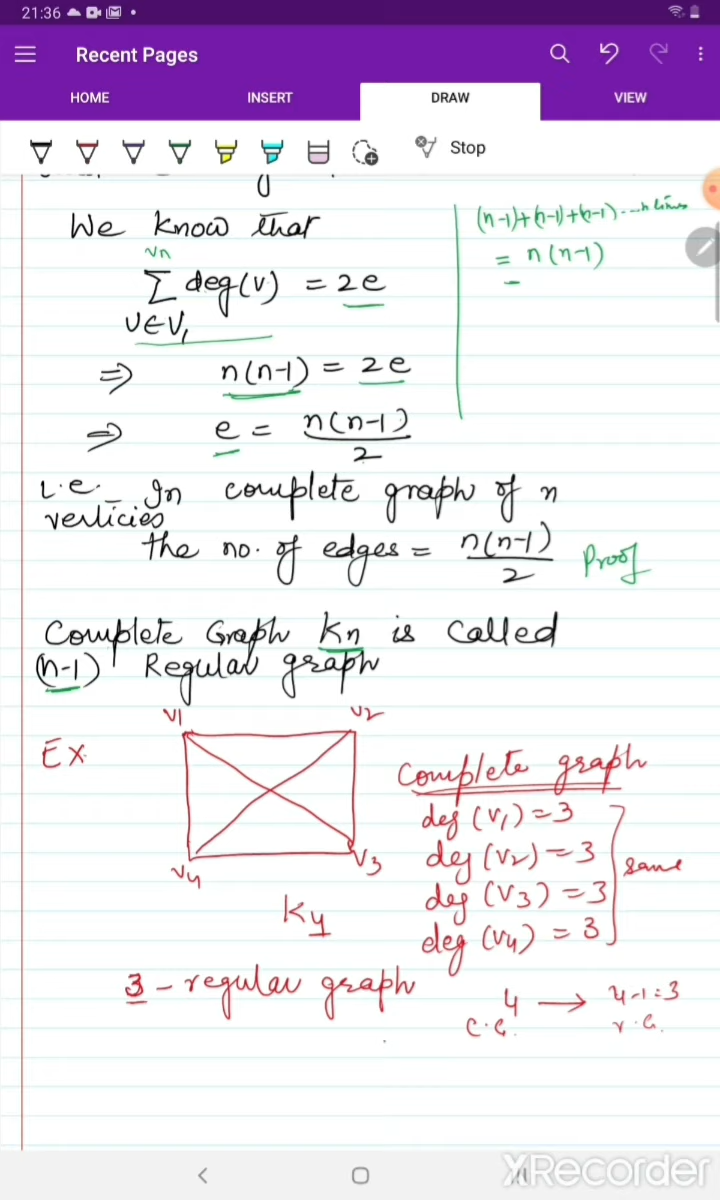 21:36
Recent Pages
HOME INSERT DRAW VIEW
Stop
We know that
∑ deg(v) = 2e
v∈V,
∀n
⇒ n(n-1) = 2e
⇒ e = n(n-1)/2
(n-1)+(n-1)+(n-1)....n times
= n(n-1)
i.e. In complete graph of n
verticies
the no. of edges = n(n-1)/2 Proof
Complete Graph Kn is called
(n-1) Regular graph
Ex.
v1 v2
v4 v3
K4
Complete graph
deg (v1) = 3
deg (v2) = 3
deg (v3) = 3
deg (v4) = 3
same
3 - regular graph
4 → 4-1=3
C.G. r.G.
XRecorder